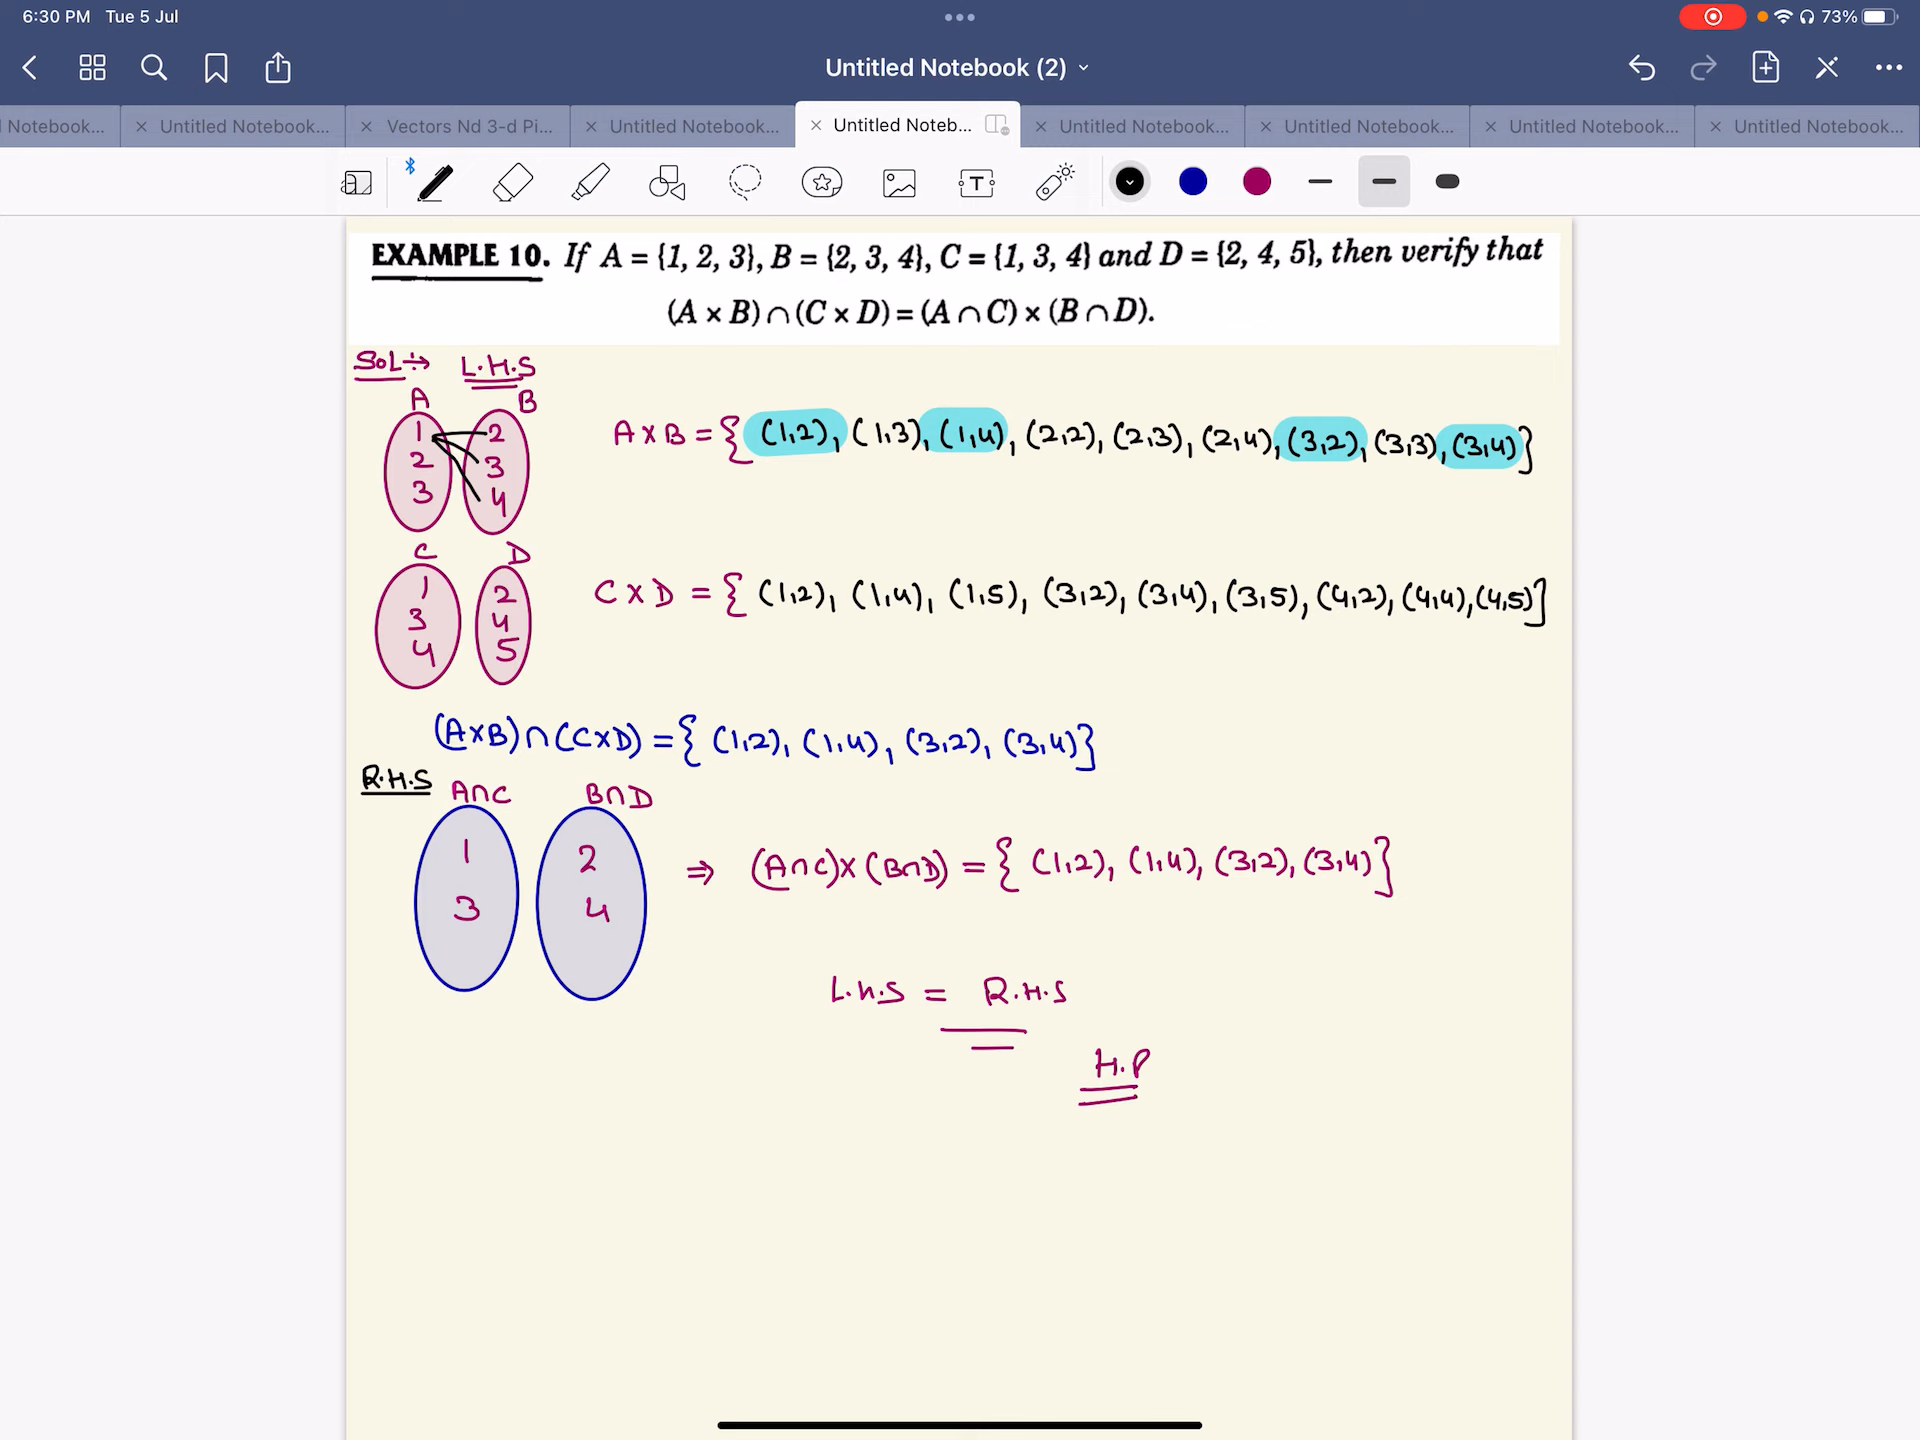 6:30 PM Tue 5 Jul
73%
Untitled Notebook (2)
Notebook... Untitled Notebook... Vectors Nd 3-d Pi... Untitled Notebook... Untitled Noteb... Untitled Notebook... Untitled Notebook... Untitled Notebook... Untitled Notebook...
T
EXAMPLE 10. If A = {1, 2, 3}, B = {2, 3, 4}, C = {1, 3, 4} and D = {2, 4, 5}, then verify that
(A × B) ∩ (C × D) = (A ∩ C) × (B ∩ D).
SOL → L.H.S
A B
1 2
2 3
3 4
A×B = { (1,2), (1,3), (1,4), (2,2), (2,3), (2,4), (3,2), (3,3), (3,4)}
C D
1 2
3 4
4 5
C×D = { (1,2), (1,4), (1,5), (3,2), (3,4), (3,5), (4,2), (4,4), (4,5)}
(A×B)∩(C×D) = { (1,2), (1,4), (3,2), (3,4)}
R.H.S A∩C B∩D
1 2
3 4
⇒ (A∩C)×(B∩D) = { (1,2), (1,4), (3,2), (3,4)}
L.H.S = R.H.S
H.P